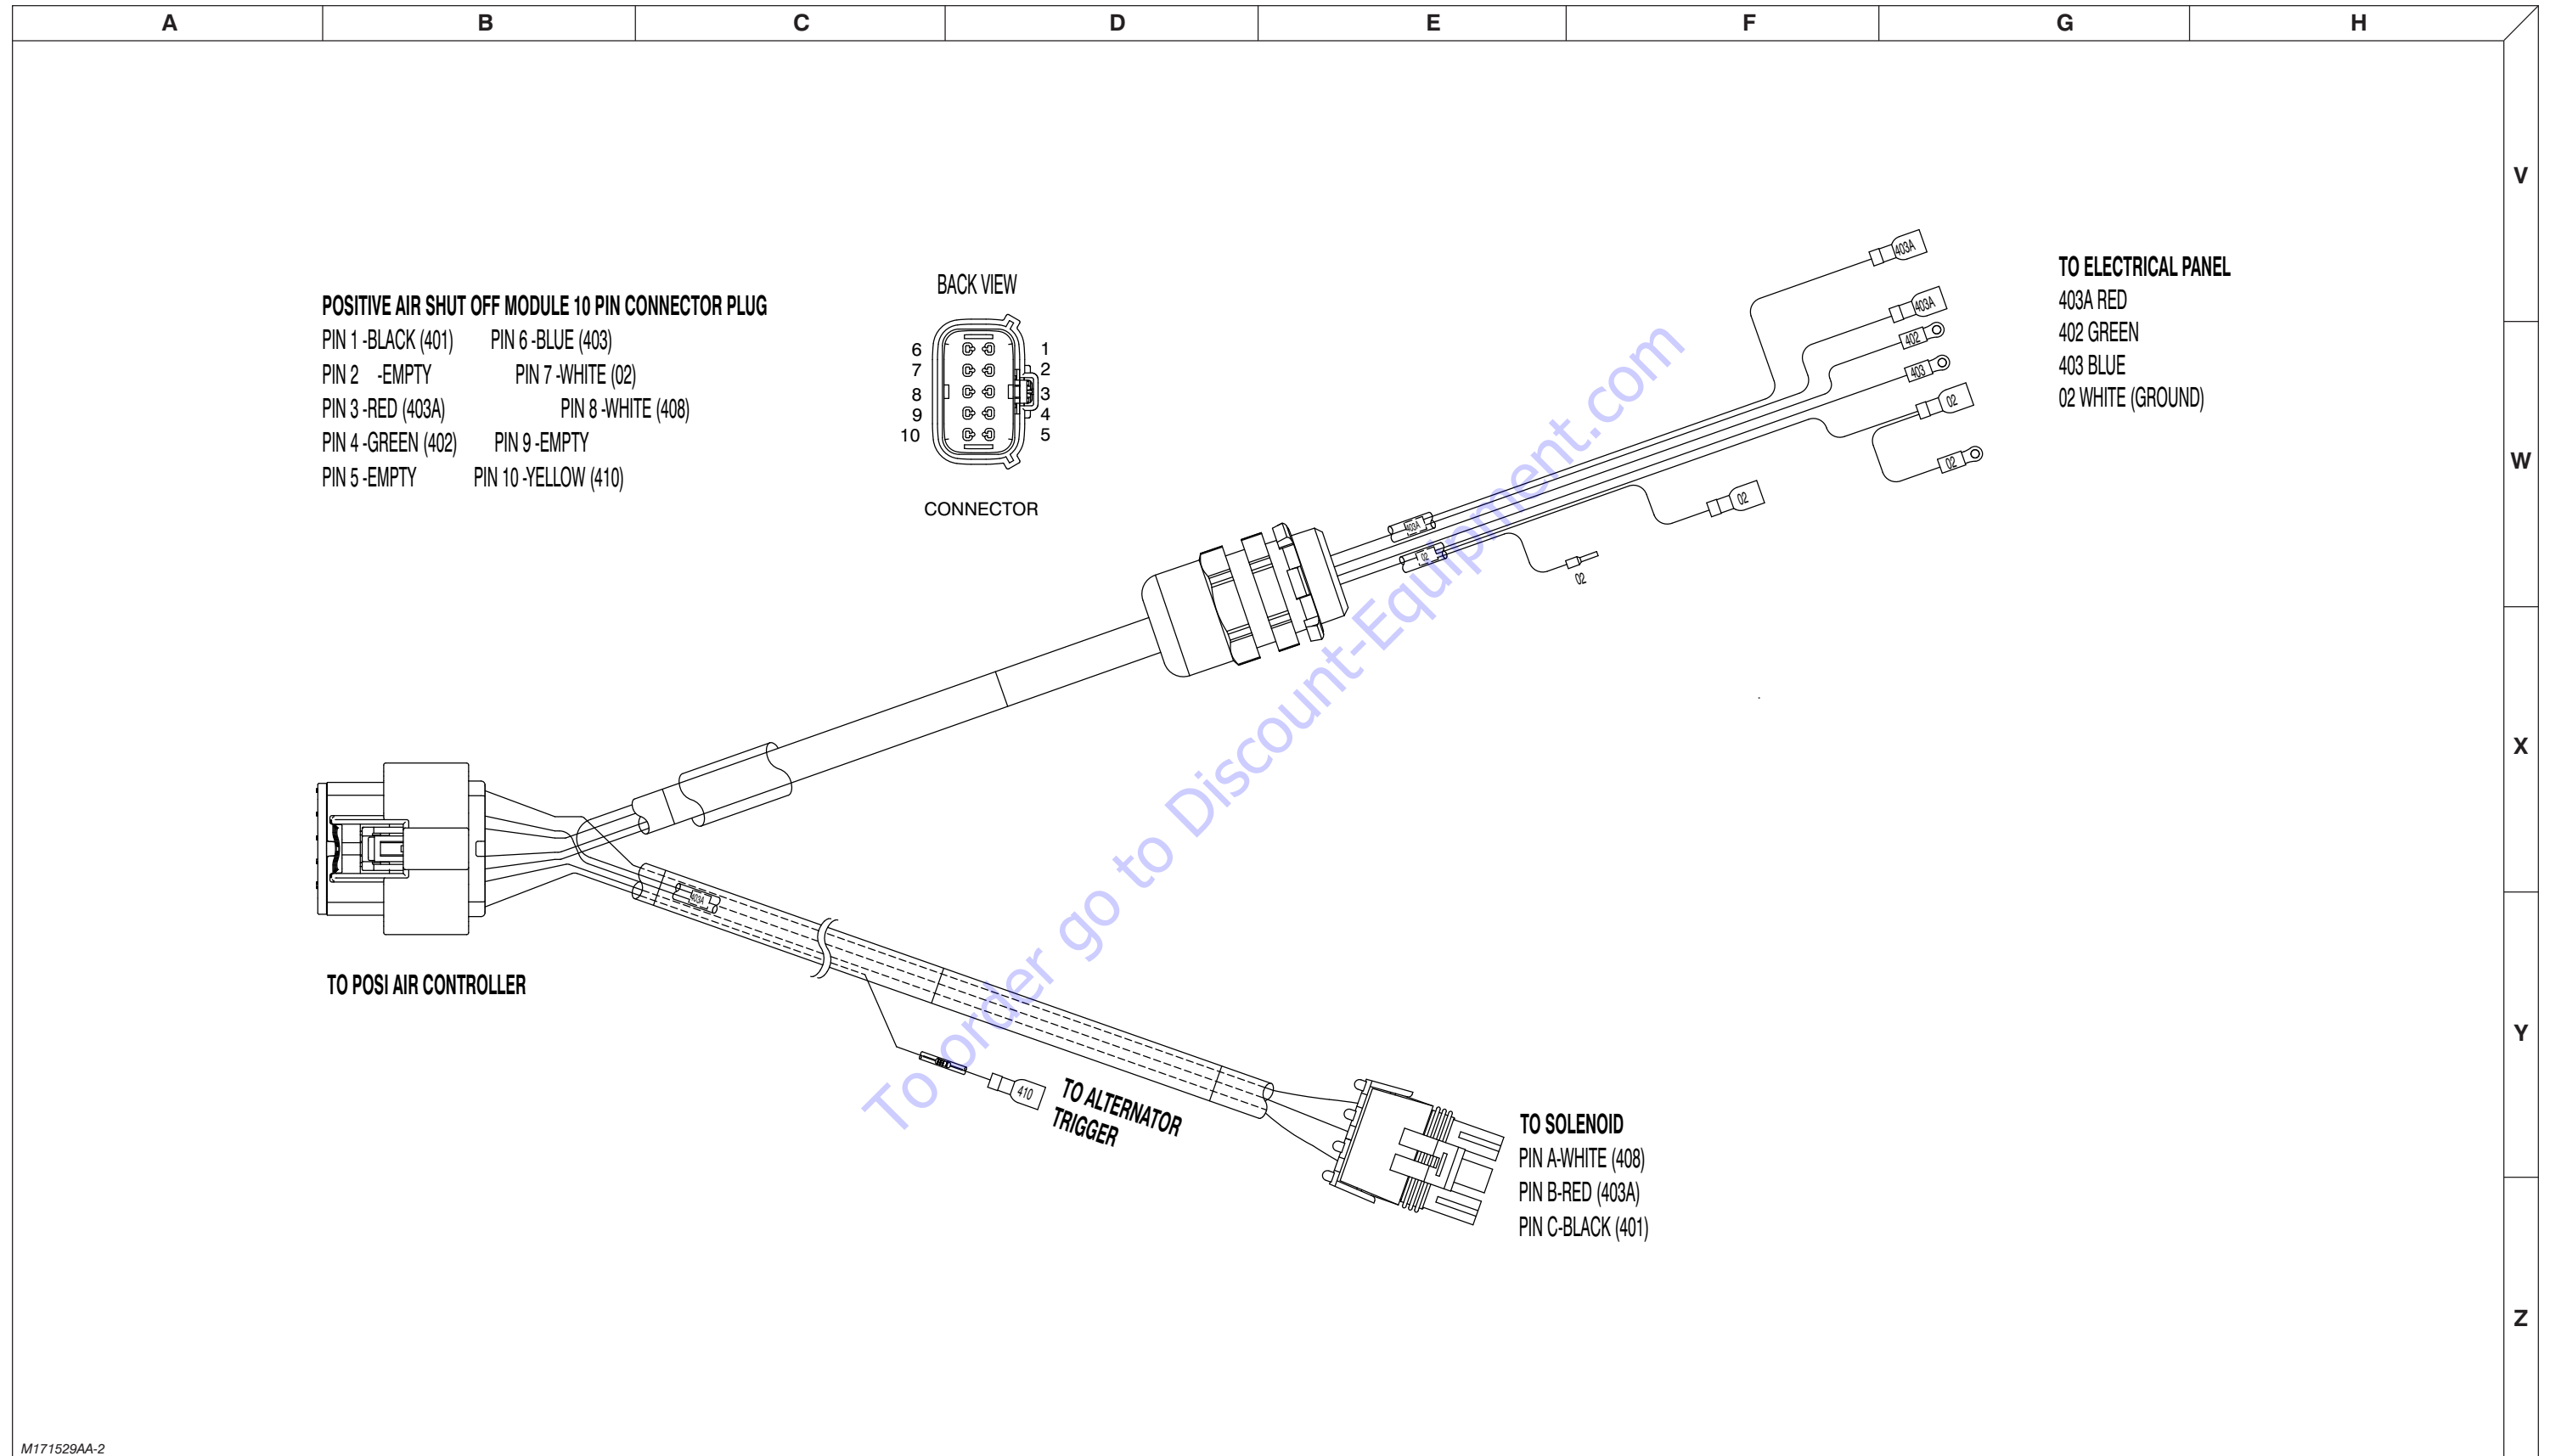 A B C D E F G H
V
W
X
Y
Z
POSITIVE AIR SHUT OFF MODULE 10 PIN CONNECTOR PLUG
PIN 1 -BLACK (401) PIN 6 -BLUE (403)
PIN 2 -EMPTY PIN 7 -WHITE (02)
PIN 3 -RED (403A) PIN 8 -WHITE (408)
PIN 4 -GREEN (402) PIN 9 -EMPTY
PIN 5 -EMPTY PIN 10 -YELLOW (410)
BACK VIEW
6 1
7 2
8 3
9 4
10 5
CONNECTOR
403A
403A
402
403
02
02
02
02
403A
02
TO ELECTRICAL PANEL
403A RED
402 GREEN
403 BLUE
02 WHITE (GROUND)
403A
TO POSI AIR CONTROLLER
410
TO ALTERNATOR
TRIGGER
TO SOLENOID
PIN A-WHITE (408)
PIN B-RED (403A)
PIN C-BLACK (401)
To order go to Discount-Equipment.com
M171529AA-2